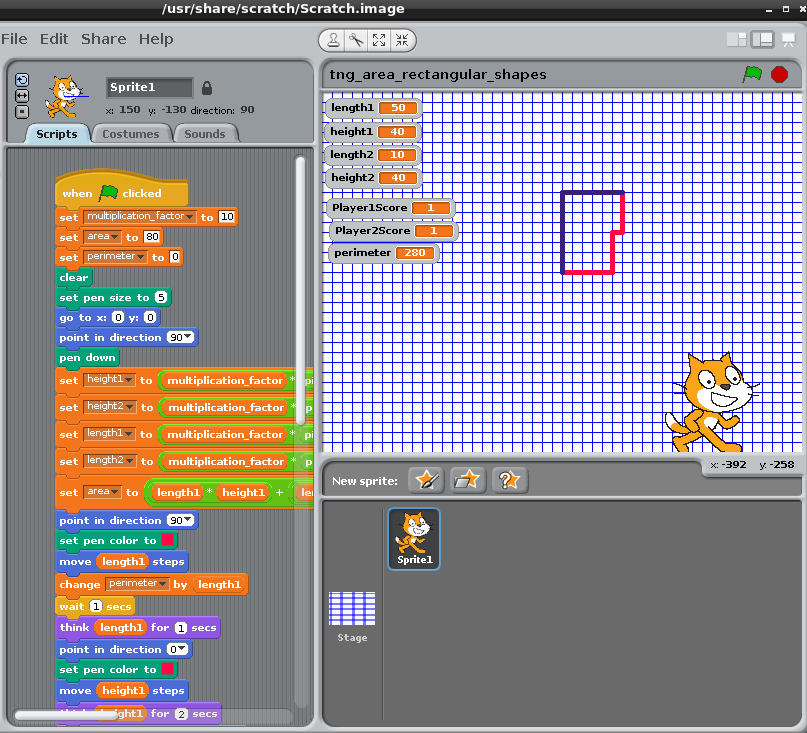 /usr/share/scratch/Scratch.image
File Edit Share Help
Sprite1
x: 150 y: -130 direction: 90
Scripts Costumes Sounds
when clicked
set multiplication_factor to 10
set area to 80
set perimeter to 0
clear
set pen size to 5
go to x: 0 y: 0
point in direction 90
pen down
set height1 to multiplication_factor * pi
set height2 to multiplication_factor * p
set length1 to multiplication_factor * pi
set length2 to multiplication_factor * p
set area to length1 * height1 + le
point in direction 90
set pen color to
move length1 steps
change perimeter by length1
wait 1 secs
think length1 for 1 secs
point in direction 0
set pen color to
move height1 steps
think height1 for 2 secs
tng_area_rectangular_shapes
length1 50
height1 40
length2 10
height2 40
Player1Score 1
Player2Score 1
perimeter 280
x: -392 y: -258
New sprite:
Sprite1
Stage